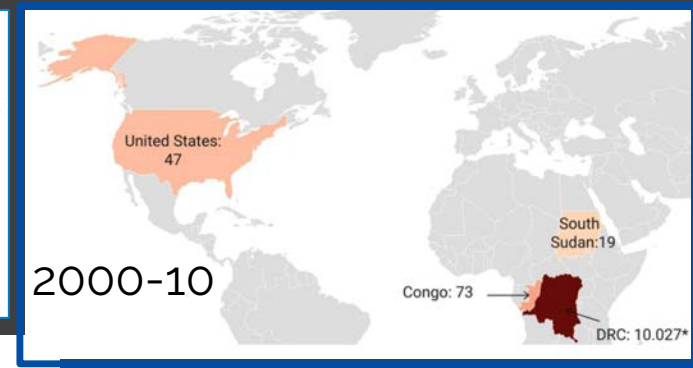 United States:
47
South
Sudan:19
2000-10
Congo: 73
DRC: 10.027*